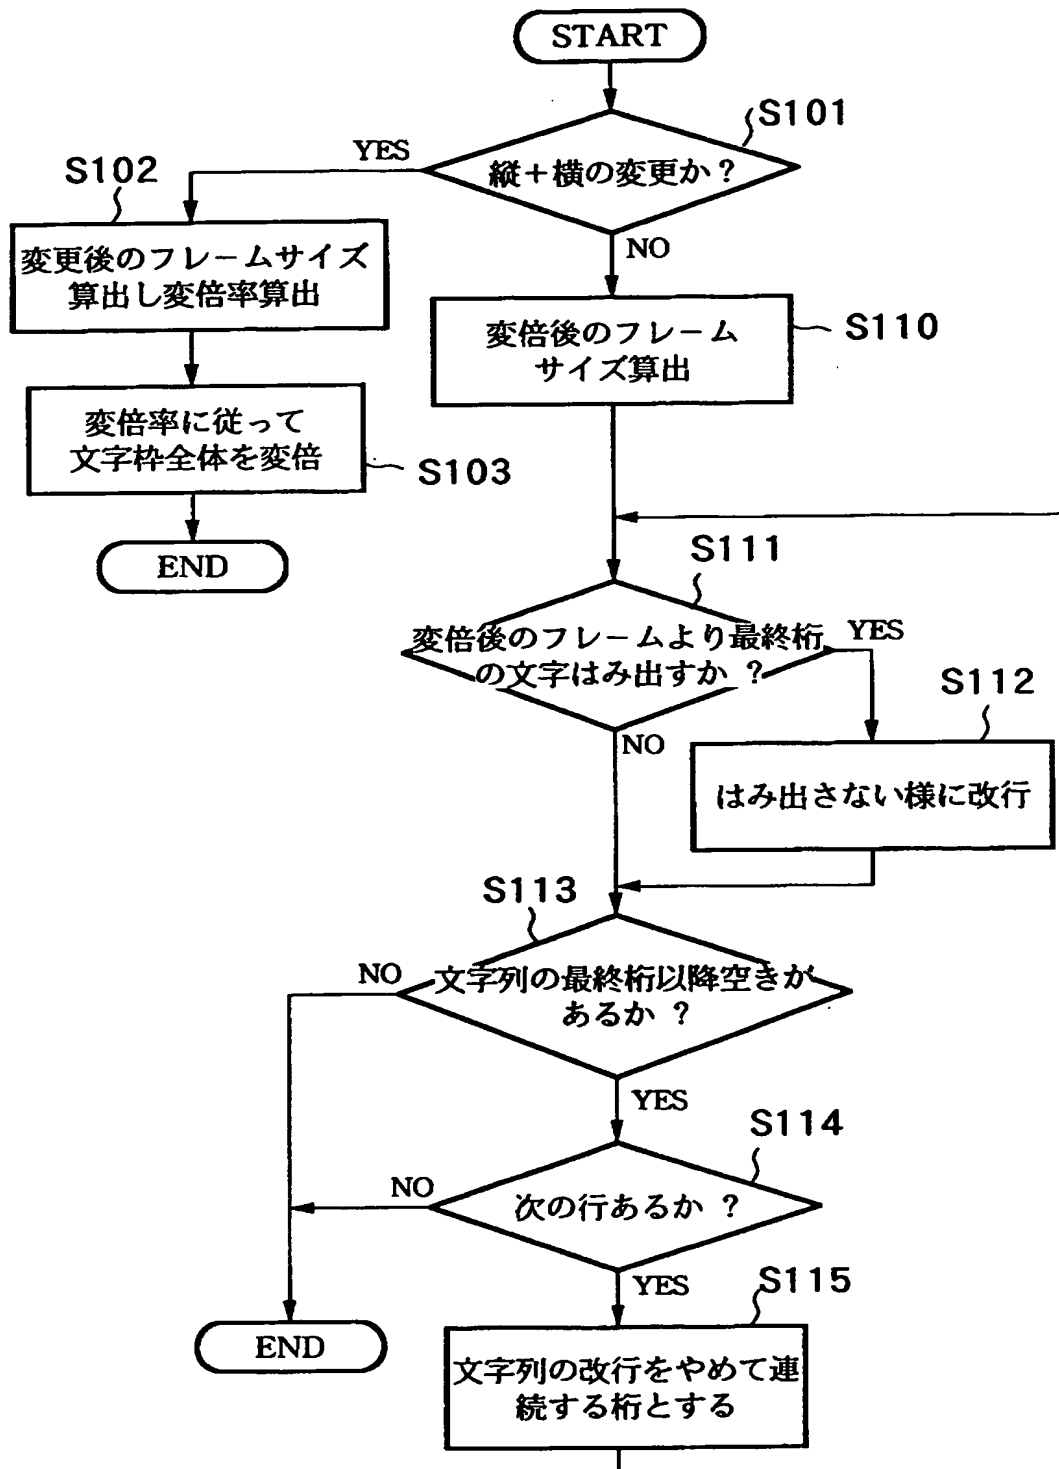 START
S101
縦+横の変更か?
YES
NO
S102
変更後のフレームサイズ
算出し変倍率算出
変倍後のフレーム
サイズ算出
S110
変倍率に従って
文字枠全体を変倍
S103
END
S111
変倍後のフレームより最終桁
の文字はみ出すか ?
YES
NO
S112
はみ出さない様に改行
S113
文字列の最終桁以降空きが
あるか ?
NO
YES
S114
次の行あるか ?
NO
YES
S115
END
文字列の改行をやめて連
続する桁とする